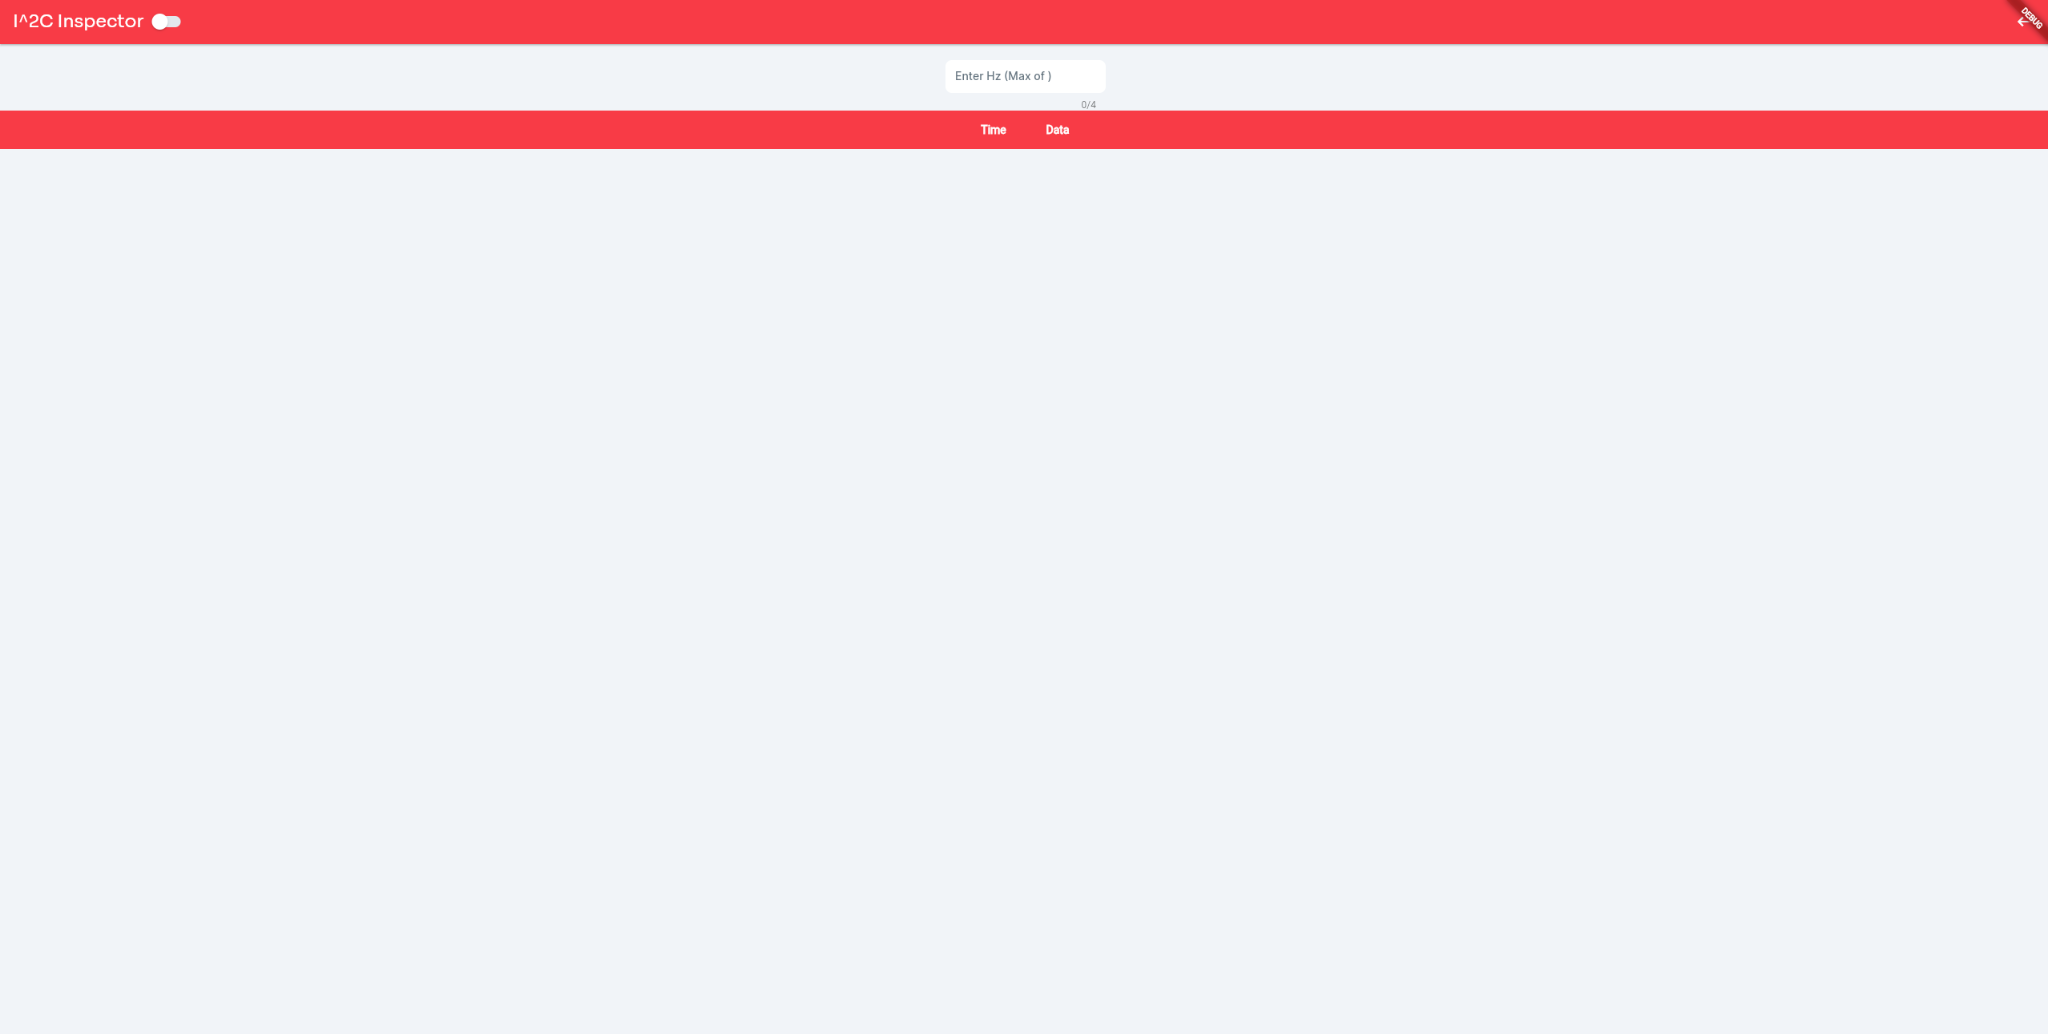 I^2C Inspector
DEBUG
Enter Hz (Max of )
0/4
Time Data